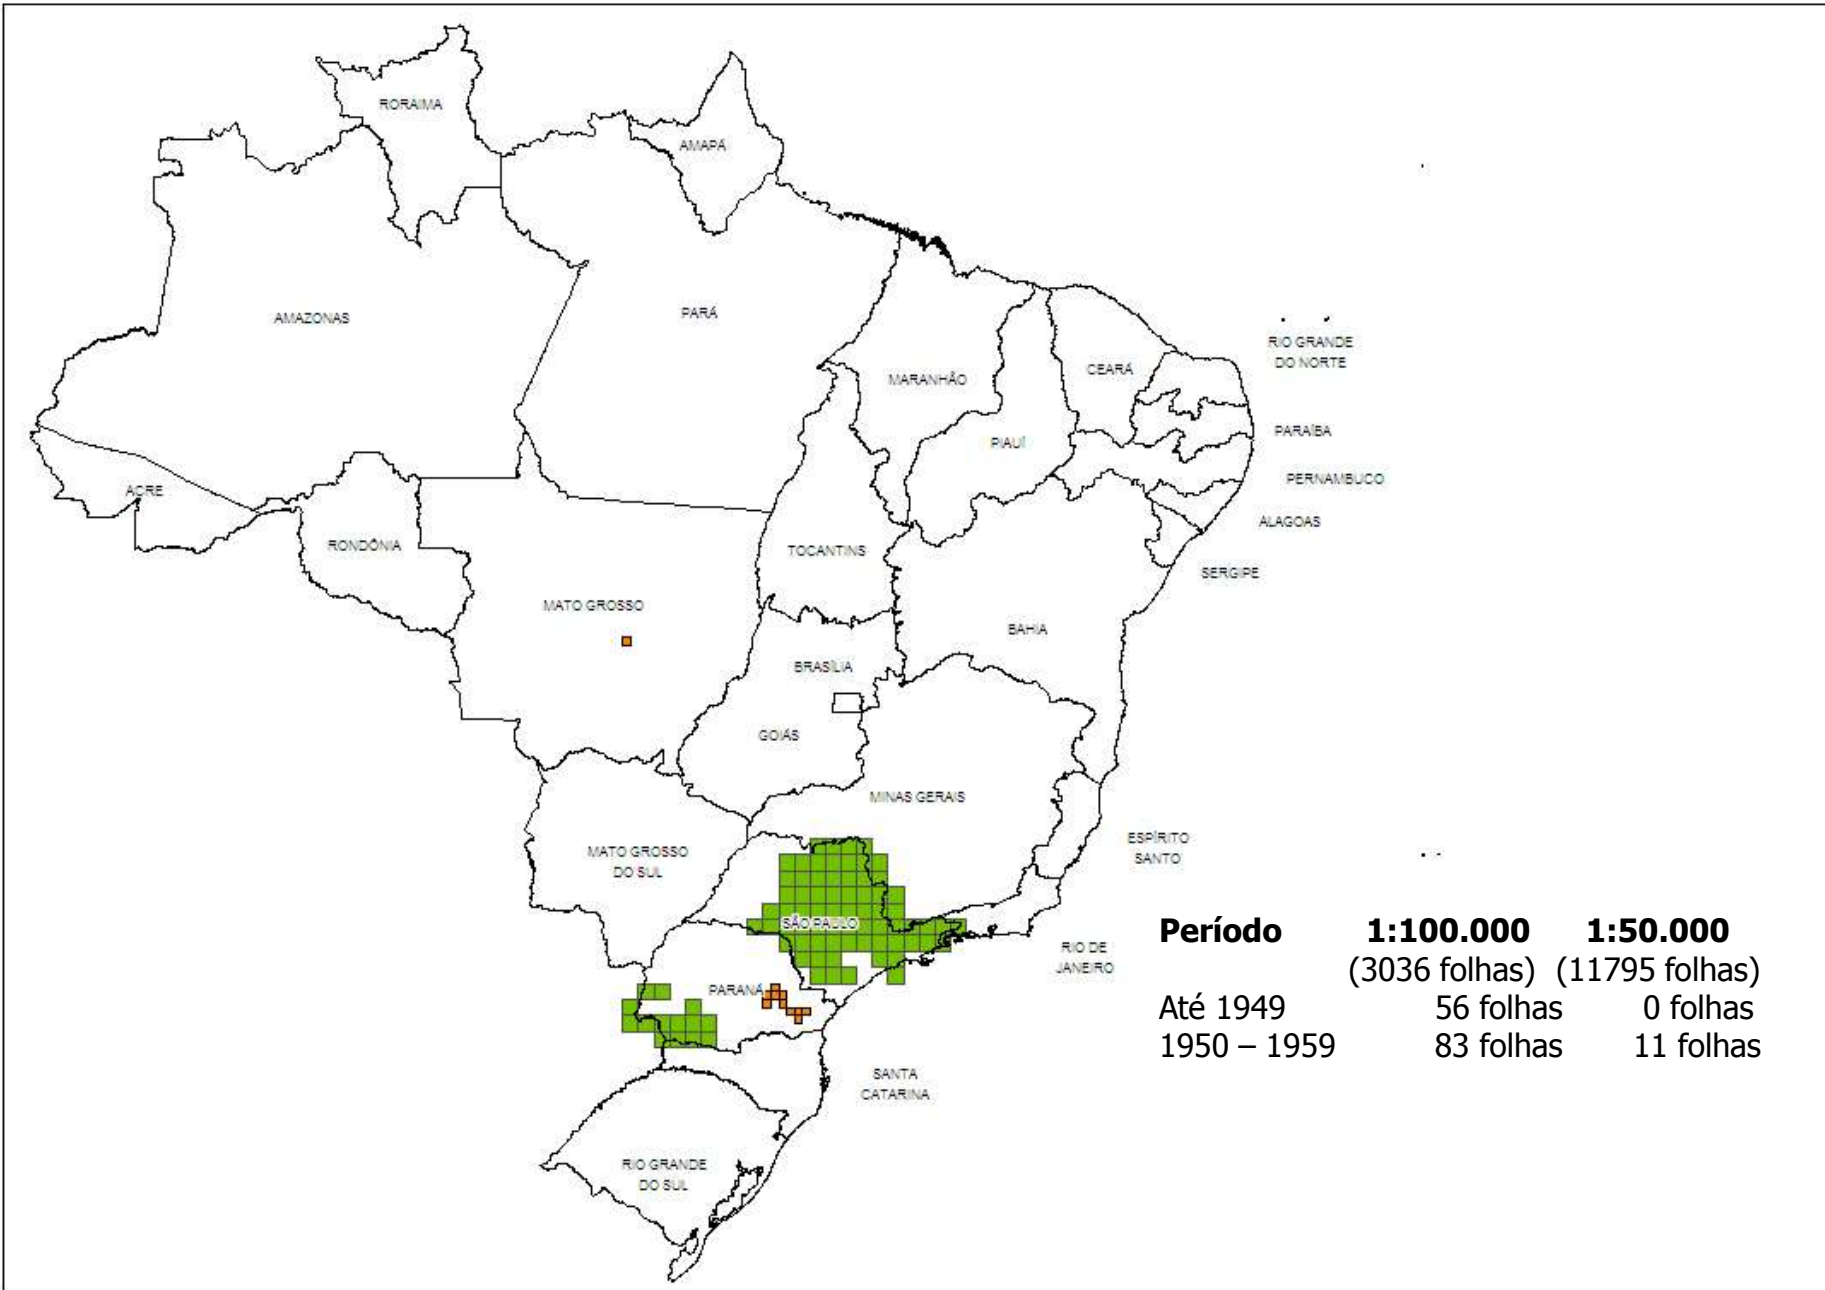 RORAIMA
AMAPÁ
AMAZONAS
PARÁ
RIO GRANDE
DO NORTE
MARANHÃO
CEARÁ
PARAÍBA
PIAUÍ
PERNAMBUCO
ACRE
ALAGOAS
RONDÔNIA
TOCANTINS
SERGIPE
MATO GROSSO
BAHIA
BRASÍLIA
GOIÁS
MINAS GERAIS
ESPÍRITO
SANTO
MATO GROSSO
DO SUL
SÃO PAULO
RIO DE
JANEIRO
PARANÁ
SANTA
CATARINA
RIO GRANDE
DO SUL
Período 1:100.000 1:50.000
(3036 folhas) (11795 folhas)
Até 1949 56 folhas 0 folhas
1950 – 1959 83 folhas 11 folhas